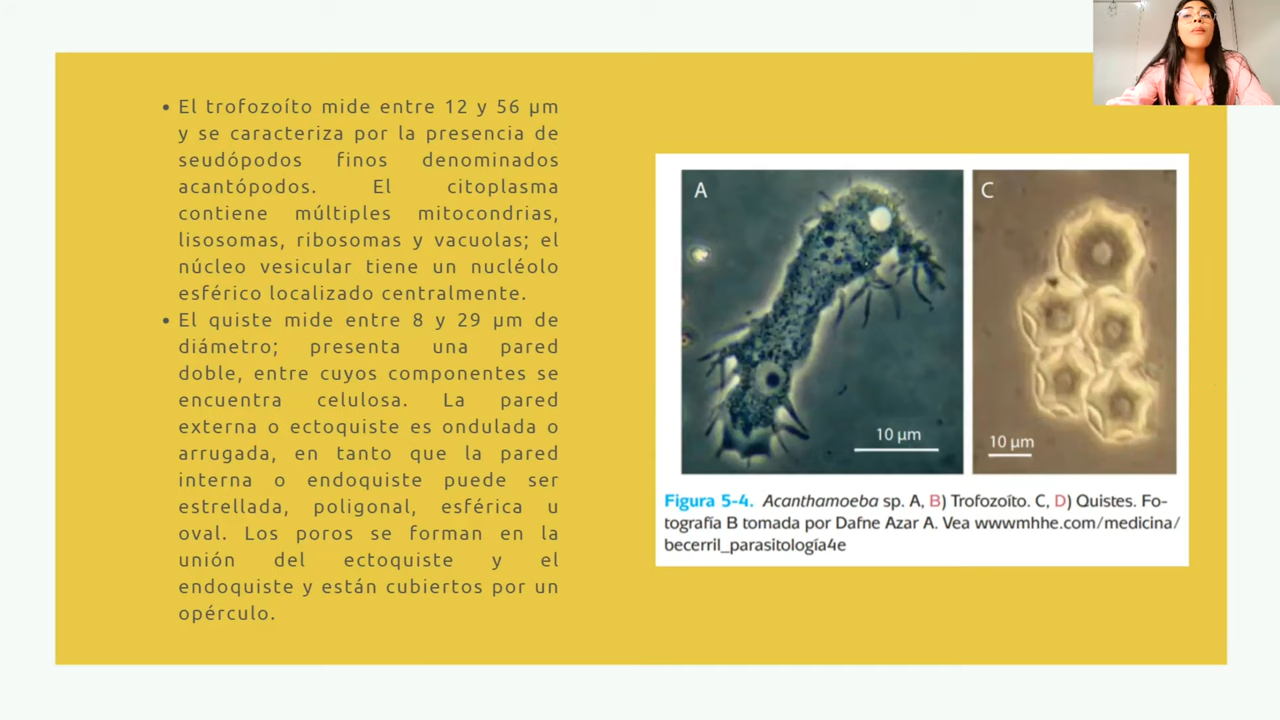 • El trofozoíto mide entre 12 y 56 µm
y se caracteriza por la presencia de
seudópodos finos denominados
acantópodos. El citoplasma
contiene múltiples mitocondrias,
lisosomas, ribosomas y vacuolas; el
núcleo vesicular tiene un nucléolo
esférico localizado centralmente.
• El quiste mide entre 8 y 29 µm de
diámetro; presenta una pared
doble, entre cuyos componentes se
encuentra celulosa. La pared
externa o ectoquiste es ondulada o
arrugada, en tanto que la pared
interna o endoquiste puede ser
estrellada, poligonal, esférica u
oval. Los poros se forman en la
unión del ectoquiste y el
endoquiste y están cubiertos por un
opérculo.
A
10 µm
C
10 µm
Figura 5-4. Acanthamoeba sp. A, B) Trofozoíto. C, D) Quistes. Fo-
tografía B tomada por Dafne Azar A. Vea wwwmhhe.com/medicina/
becerril_parasitología4e